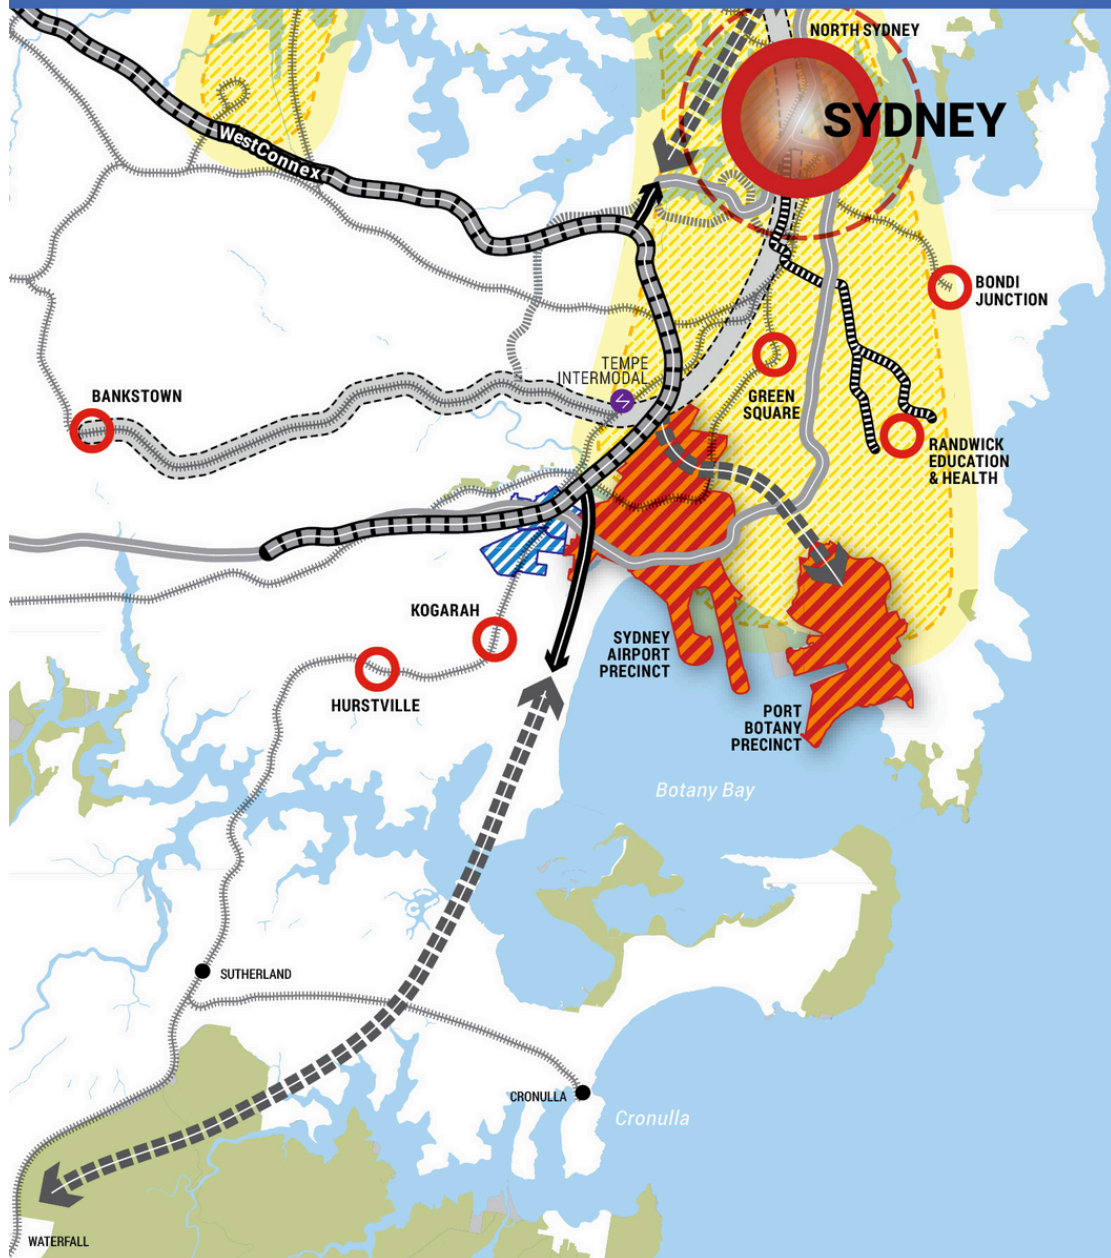 NORTH SYDNEY
SYDNEY
WestConnex
BONDI
JUNCTION
TEMPE
INTERMODAL
GREEN
SQUARE
BANKSTOWN
RANDWICK
EDUCATION
& HEALTH
KOGARAH
SYDNEY
AIRPORT
PRECINCT
HURSTVILLE
PORT
BOTANY
PRECINCT
Botany Bay
SUTHERLAND
CRONULLA
Cronulla
WATERFALL